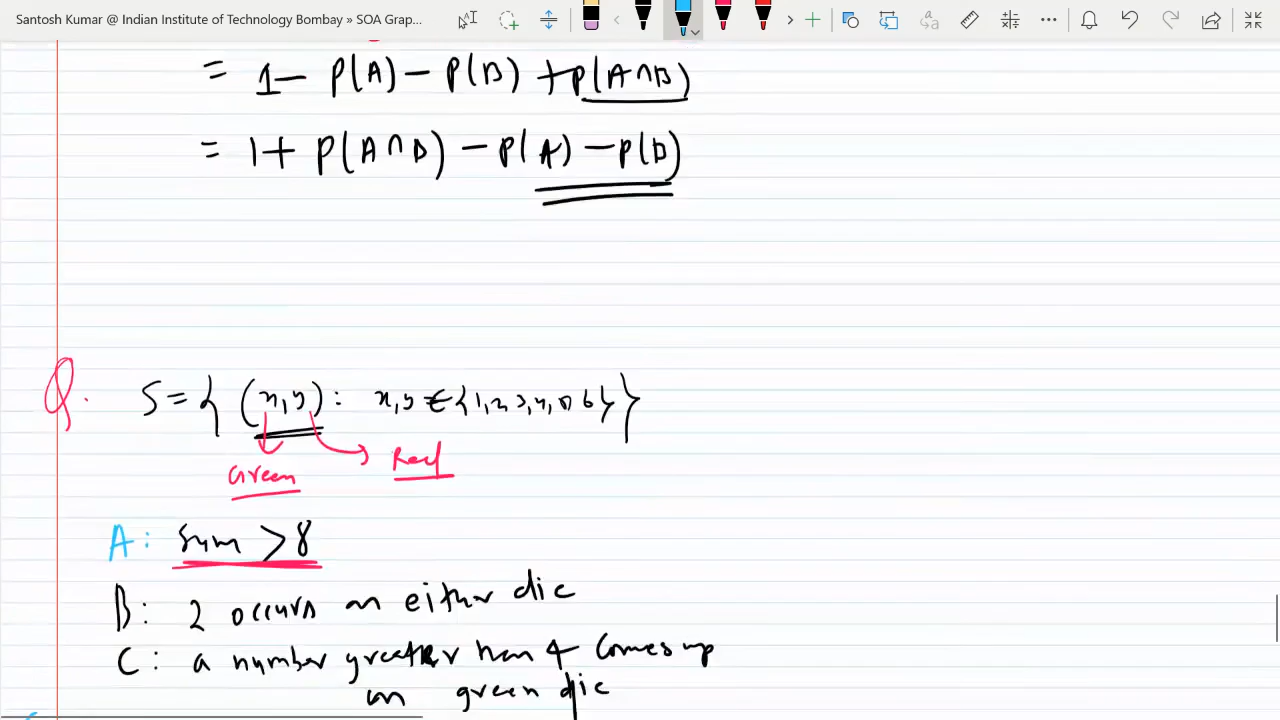 Santosh Kumar @ Indian Institute of Technology Bombay » SOA Grap...
= 1 - P(A) - P(B) + P(A∩B)
= 1 + P(A∩B) - P(A) - P(B)
Q. S = { (x,y) : x,y ∈ {1,2,3,4,5,6} }
Green Red
A: Sum > 8
B: 2 occurs on either die
C: a number greater than 4 comes up
on green die